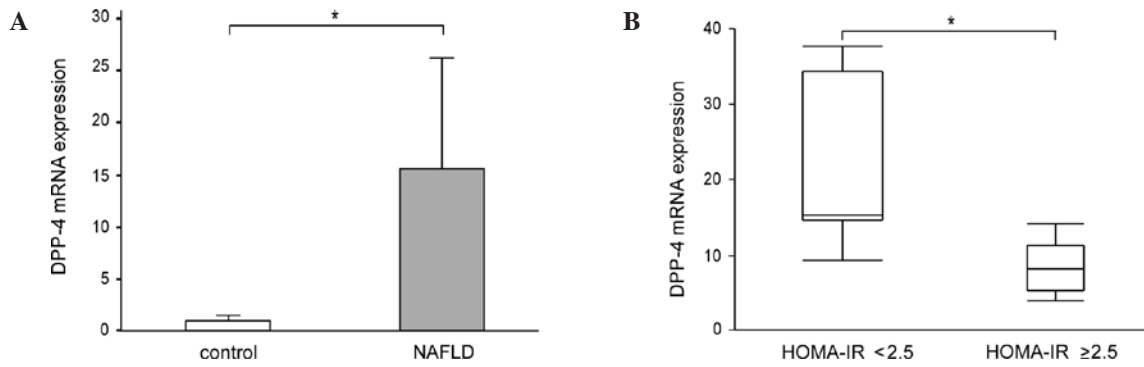 A
DPP-4 mRNA expression
30
25
20
15
10
5
0
*
control
NAFLD
B
DPP-4 mRNA expression
40
30
20
10
0
*
HOMA-IR <2.5
HOMA-IR ≥2.5